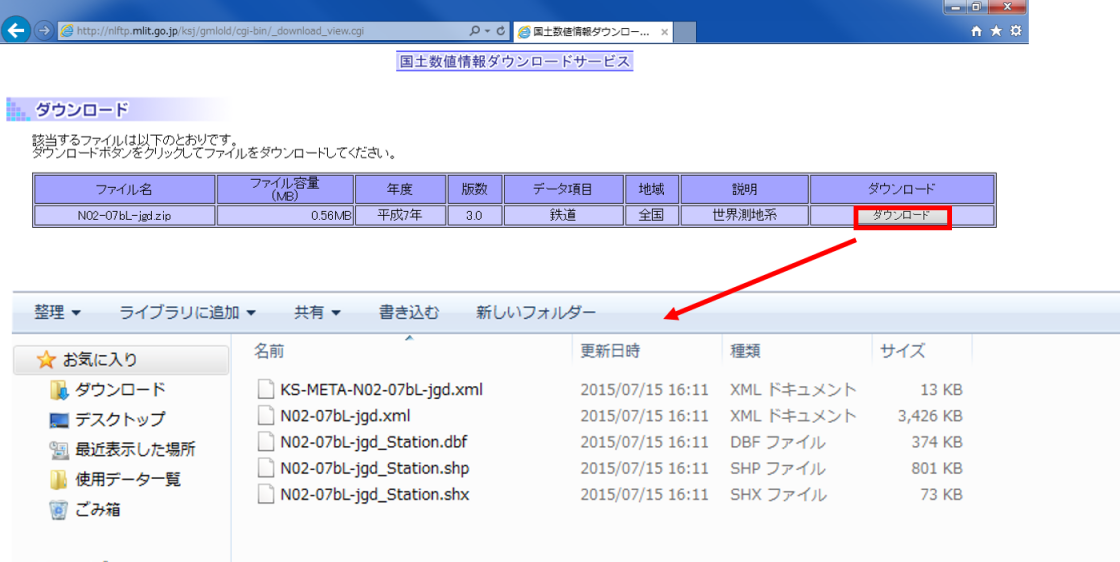 http://nlftp.mlit.go.jp/ksj/gmlold/cgi-bin/_download_view.cgi
国土数値情報ダウンロー...
国土数値情報ダウンロードサービス
ダウンロード
該当するファイルは以下のとおりです。
ダウンロードボタンをクリックしてファイルをダウンロードしてください。
ファイル名 ファイル容量(MB) 年度 版数 データ項目 地域 説明 ダウンロード
N02-07bL-jgd.zip 0.56MB 平成7年 3.0 鉄道 全国 世界測地系 ダウンロード
整理 ライブラリに追加 共有 書き込む 新しいフォルダー
お気に入り
ダウンロード
デスクトップ
最近表示した場所
使用データ一覧
ごみ箱
名前 更新日時 種類 サイズ
KS-META-N02-07bL-jgd.xml 2015/07/15 16:11 XML ドキュメント 13 KB
N02-07bL-jgd.xml 2015/07/15 16:11 XML ドキュメント 3,426 KB
N02-07bL-jgd_Station.dbf 2015/07/15 16:11 DBF ファイル 374 KB
N02-07bL-jgd_Station.shp 2015/07/15 16:11 SHP ファイル 801 KB
N02-07bL-jgd_Station.shx 2015/07/15 16:11 SHX ファイル 73 KB